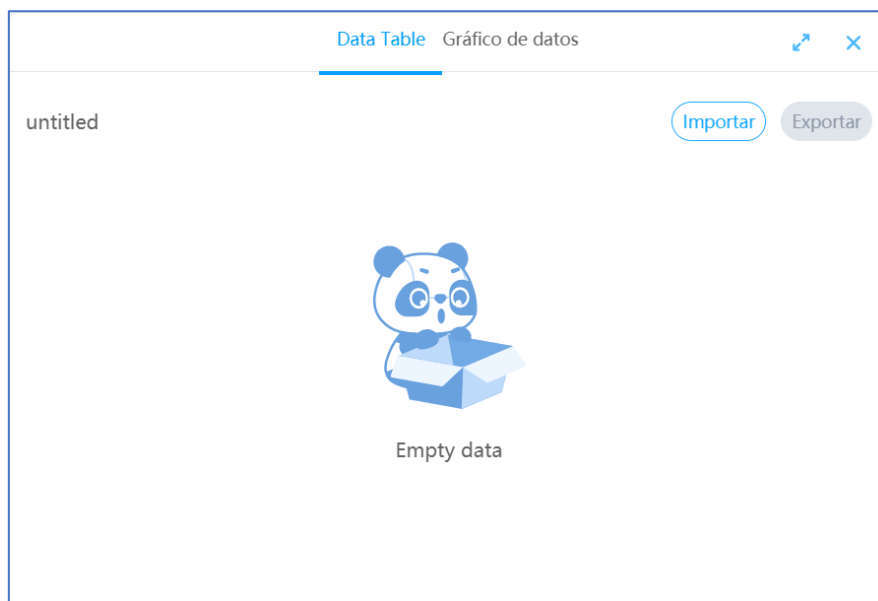 Data Table Gráfico de datos
untitled Importar Exportar
Empty data